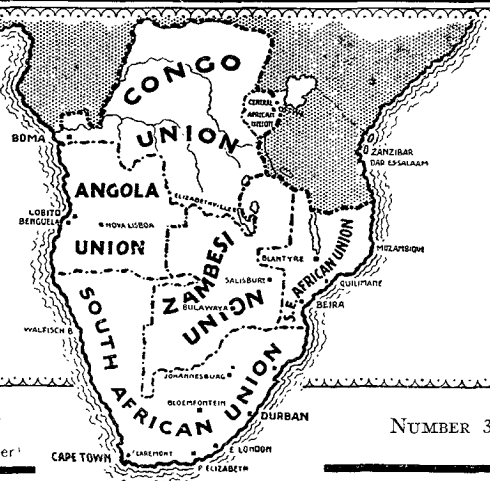 CONGO
UNION
CENTRAL
AFRICAN
UNION
BOMA
ZANZIBAR
DAR ES SALAAM
ANGOLA
UNION
ELIZABETHVILLE
LOBITO
BENGUELA
NOVA LISBOA
ZAMBESI
UNION
BLANTYRE
S.E. AFRICAN UNION
MOZAMBIQUE
SALISBURY
QUILIMANE
BULAWAYO
BEIRA
WALFISCH B.
SOUTH AFRICAN UNION
JOHANNESBURG
BLOEMFONTEIN
DURBAN
NUMBER 3
CAPE TOWN
CLAREMONT
E. LONDON
P. ELIZABETH